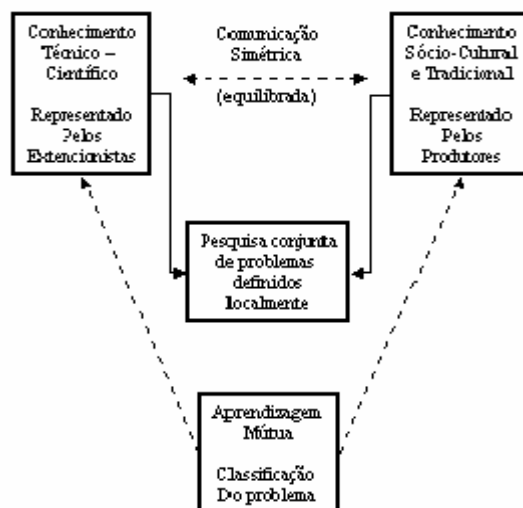 Conhecimento
Técnico –
Científico
Representado
Pelos
Extencionistas
Comunicação
Simétrica
(equilibrada)
Conhecimento
Sócio-Cultural
e Tradicional
Representado
Pelos
Produtores
Pesquisa conjunta
de problemas
definidos
localmente
Aprendizagem
Mútua
Classificação
Do problema